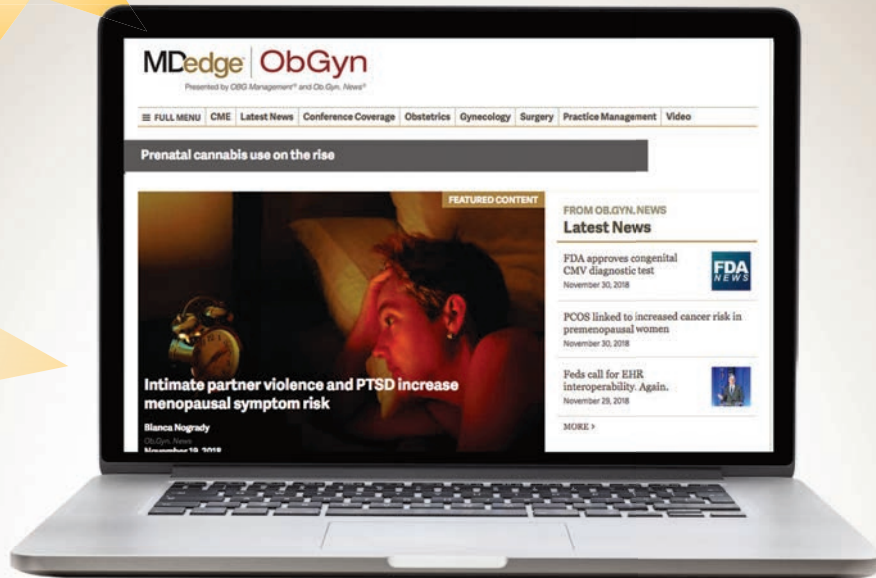 MDedge | ObGyn
Presented by OBG Management® and Ob.Gyn. News®
≡ FULL MENU CME Latest News Conference Coverage Obstetrics Gynecology Surgery Practice Management Video
Prenatal cannabis use on the rise
FEATURED CONTENT
Intimate partner violence and PTSD increase
menopausal symptom risk
Bianca Nogrady
Ob.Gyn. News
November 19, 2018
FROM OB.GYN. NEWS
Latest News
FDA approves congenital
CMV diagnostic test
November 30, 2018
FDA
NEWS
PCOS linked to increased cancer risk in
premenopausal women
November 30, 2018
Feds call for EHR
interoperability. Again.
November 29, 2018
MORE >